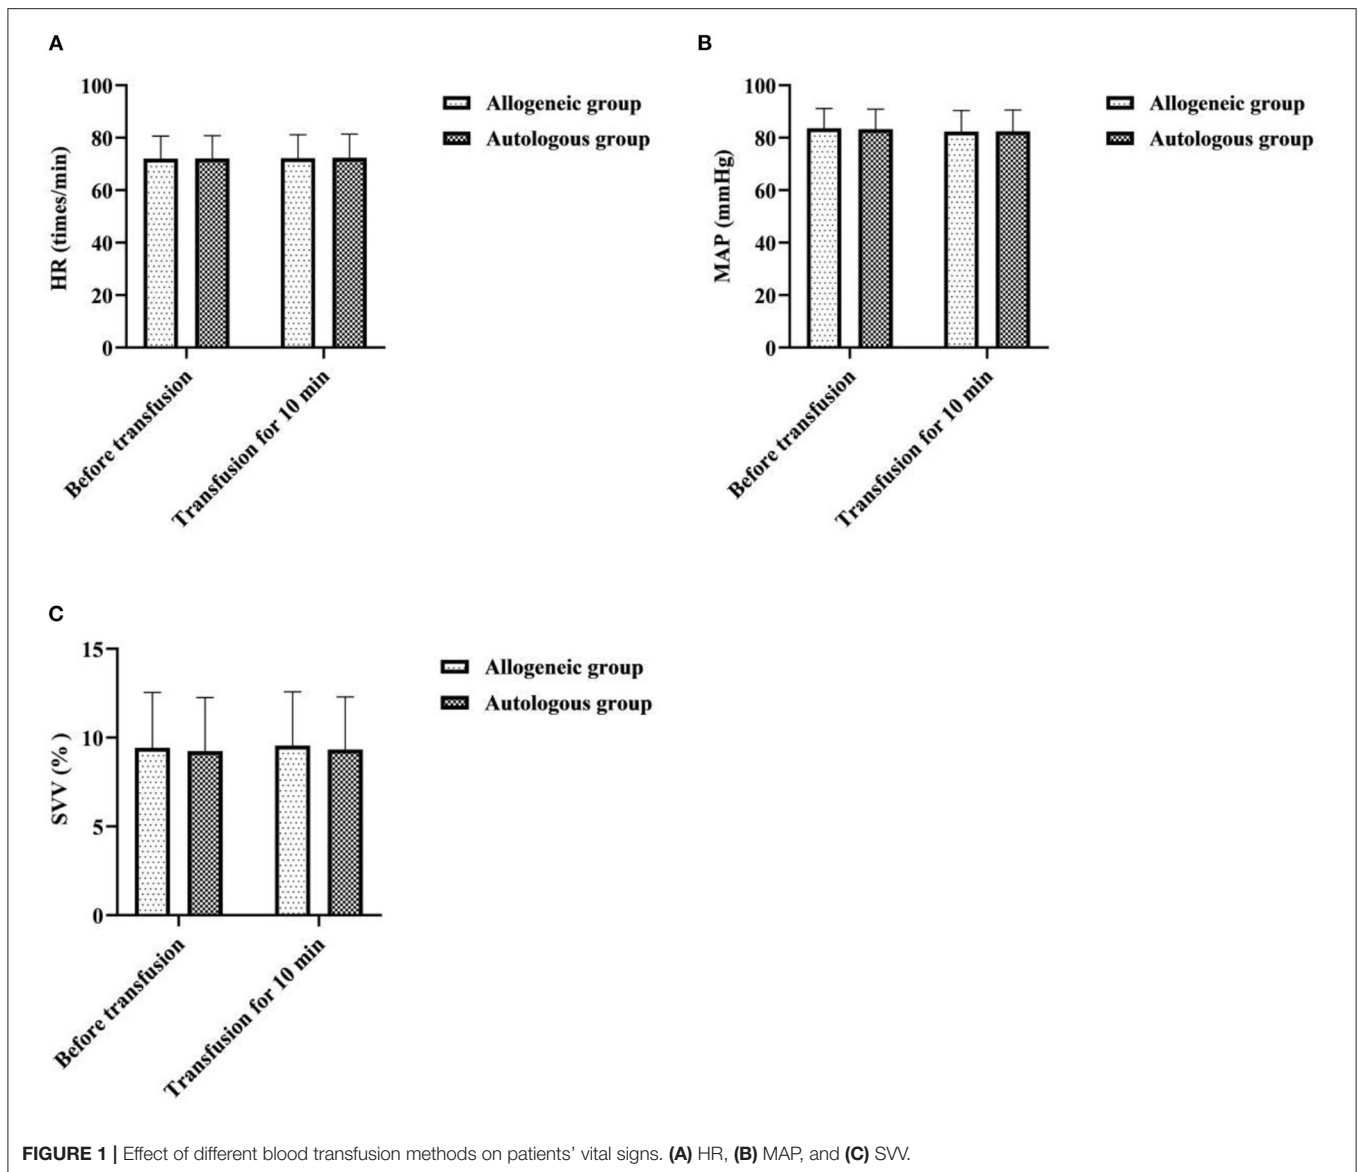 A
100
80
60
40
20
0
HR (times/min)
Before transfusion
Transfusion for 10 min
Allogeneic group
Autologous group
B
100
80
60
40
20
0
MAP (mmHg)
Before transfusion
Transfusion for 10 min
Allogeneic group
Autologous group
C
15
10
5
0
SVV (% )
Before transfusion
Transfusion for 10 min
Allogeneic group
Autologous group
FIGURE 1 | Effect of different blood transfusion methods on patients’ vital signs. (A) HR, (B) MAP, and (C) SVV.